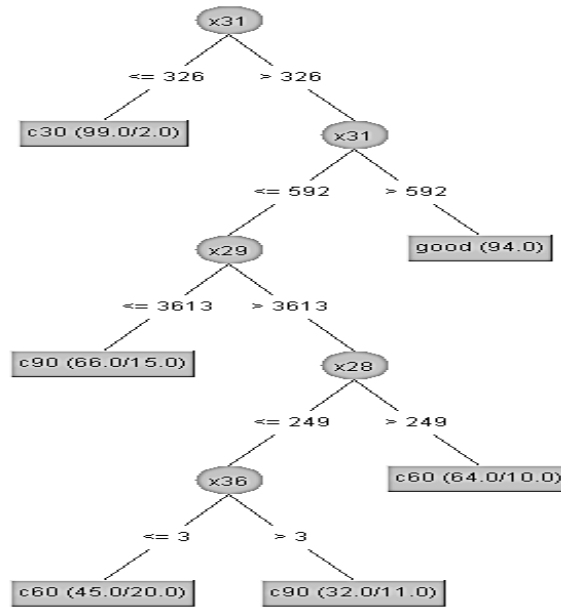 x31
<= 326 > 326
c30 (99.0/2.0)
x31
<= 592 > 592
x29
good (94.0)
<= 3613 > 3613
c90 (66.0/15.0)
x28
<= 249 > 249
x36
c60 (64.0/10.0)
<= 3 > 3
c60 (45.0/20.0) c90 (32.0/11.0)